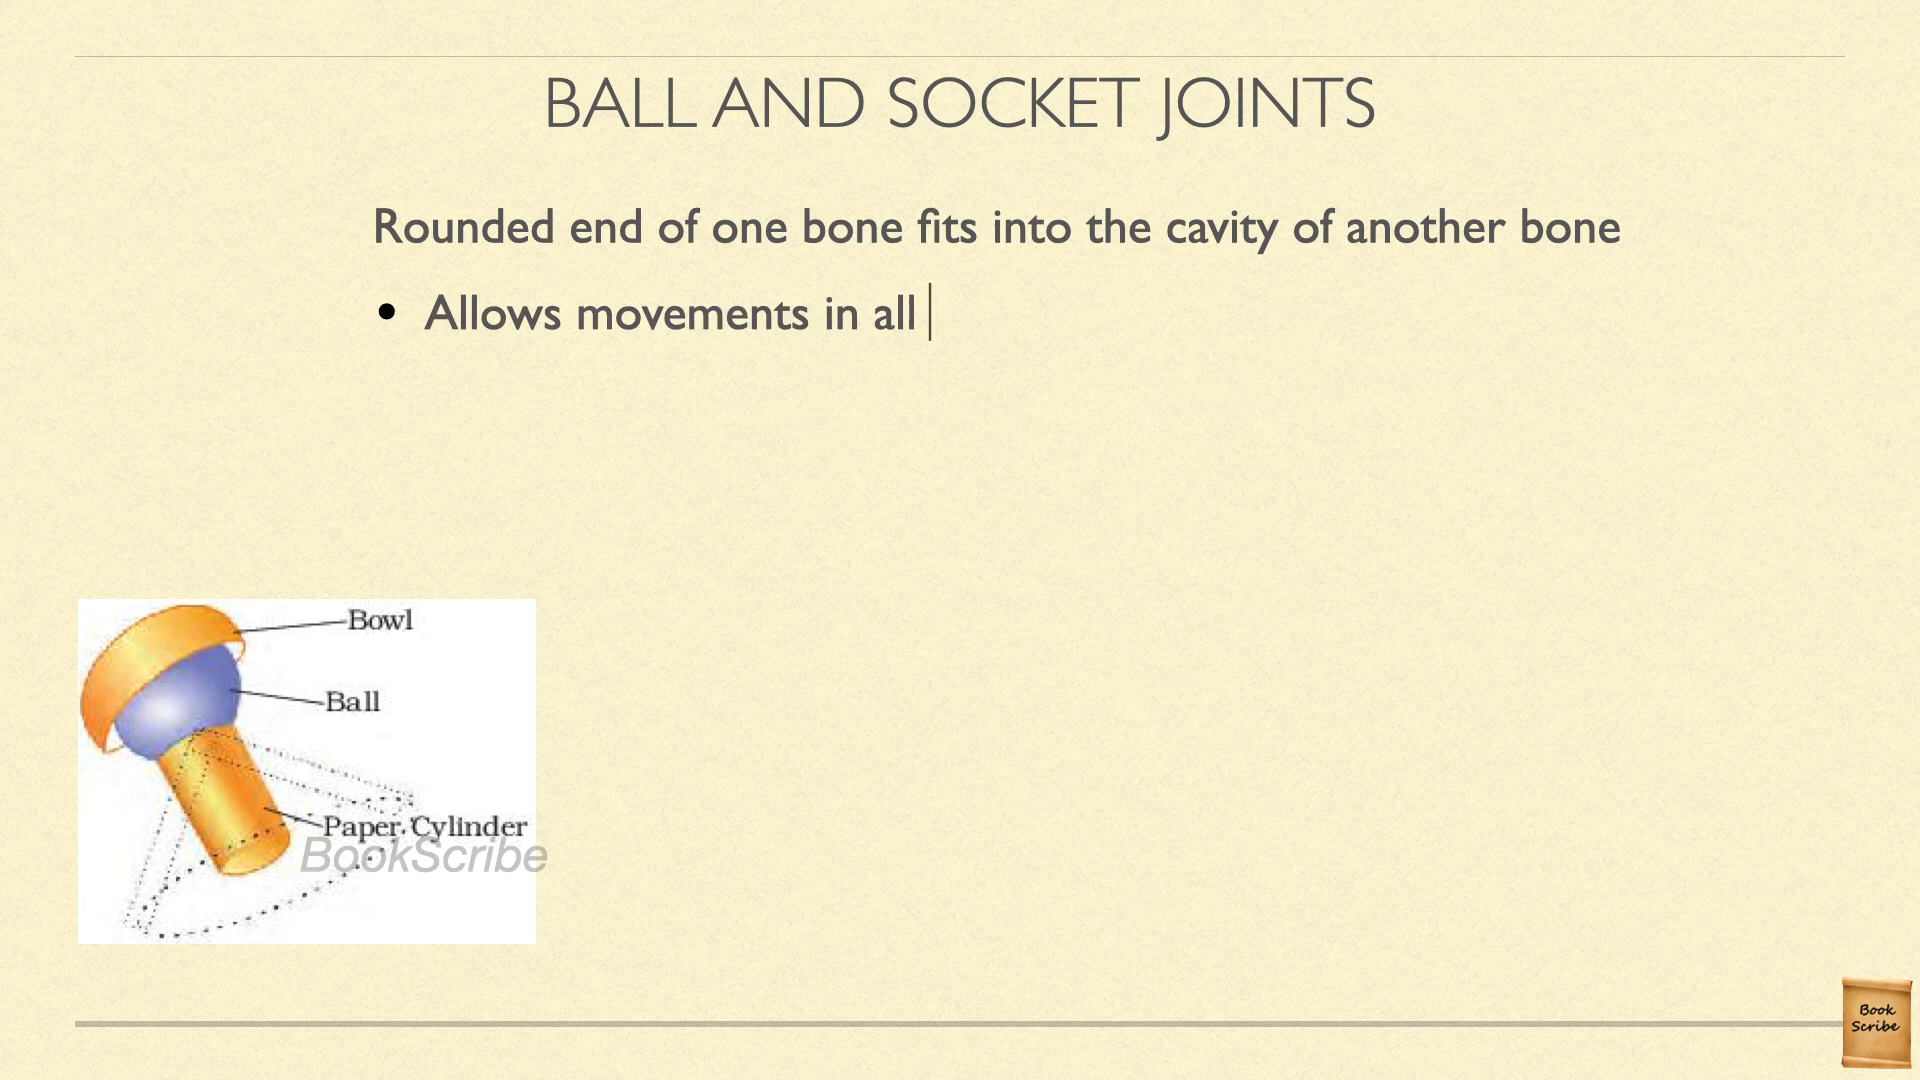 BALL AND SOCKET JOINTS
Rounded end of one bone fits into the cavity of another bone
• Allows movements in all
Bowl
Ball
Paper Cylinder
BookScribe
Book
Scribe